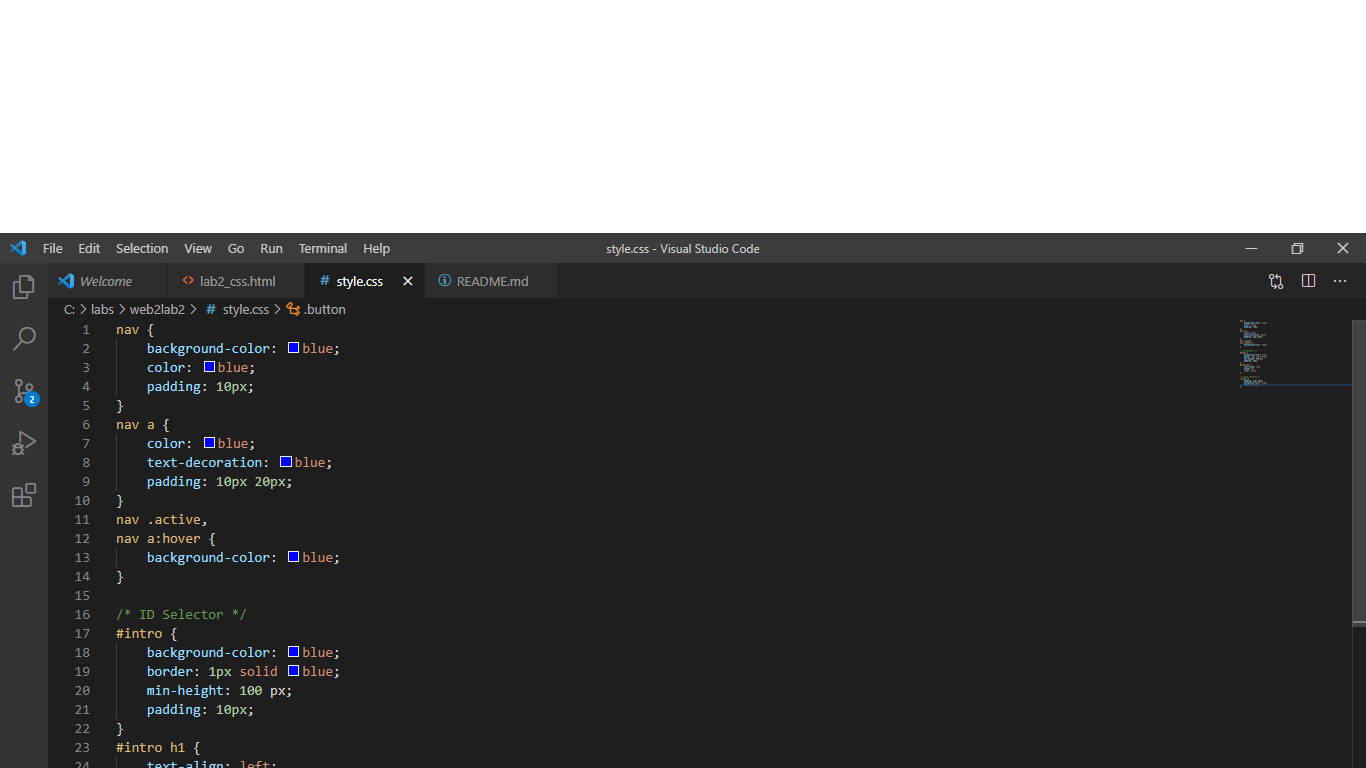 File Edit Selection View Go Run Terminal Help style.css - Visual Studio Code
Welcome lab2_css.html # style.css README.md
C: > labs > web2lab2 > # style.css > .button
1 nav {
2 background-color: blue;
3 color: blue;
4 padding: 10px;
5 }
6 nav a {
7 color: blue;
8 text-decoration: blue;
9 padding: 10px 20px;
10 }
11 nav .active,
12 nav a:hover {
13 background-color: blue;
14 }
15
16 /* ID Selector */
17 #intro {
18 background-color: blue;
19 border: 1px solid blue;
20 min-height: 100 px;
21 padding: 10px;
22 }
23 #intro h1 {
24 text-align: left;
2